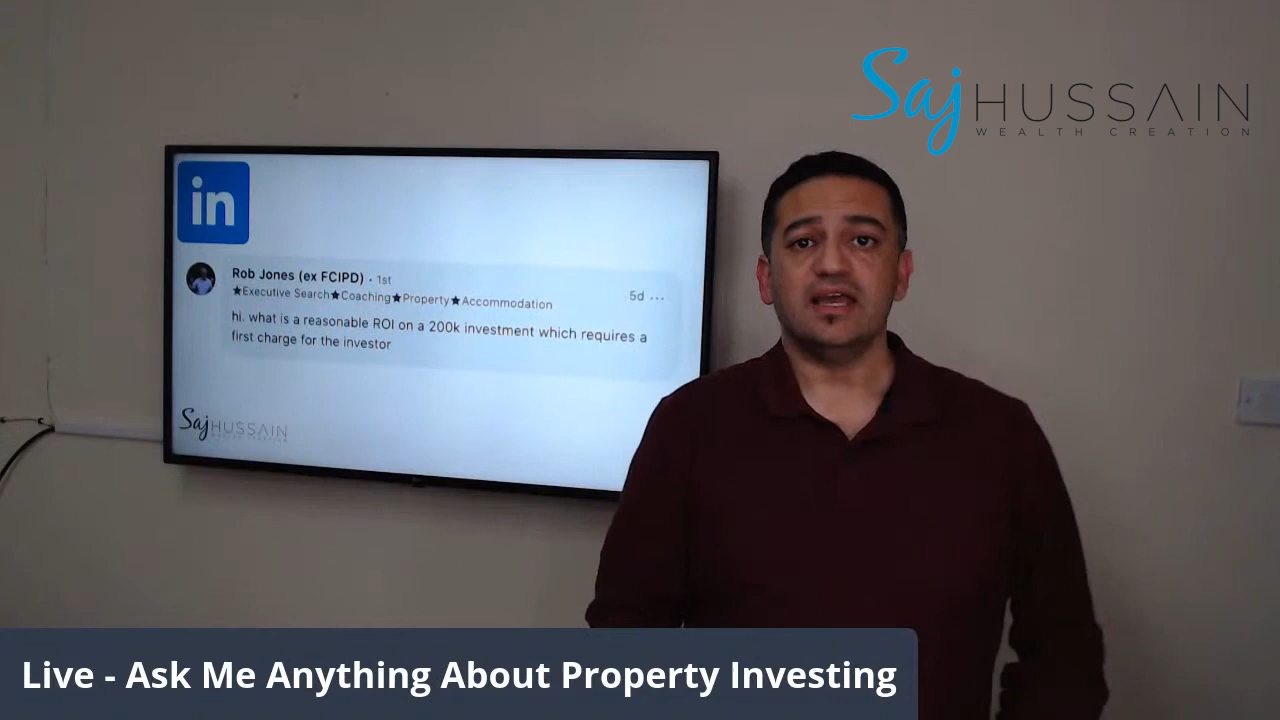 Saj HUSSAIN
WEALTH CREATION
in
Rob Jones (ex FCIPD) • 1st
★Executive Search★Coaching★Property★Accommodation
5d ...
hi. what is a reasonable ROI on a 200k investment which requires a
first charge for the investor
Saj HUSSAIN
WEALTH CREATION
Live - Ask Me Anything About Property Investing